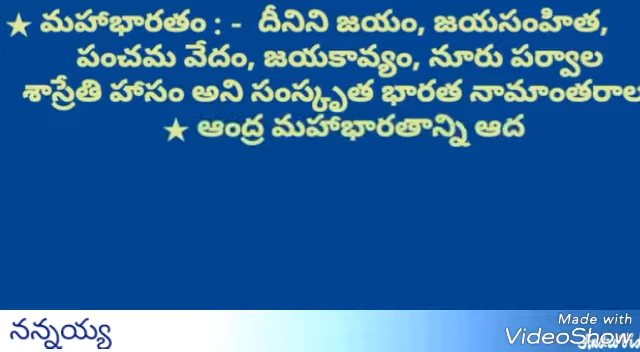 ★ మహాభారతం : - దీనిని జయం, జయసంహిత,
పంచమ వేదం, జయకావ్యం, నూరు పర్వాల
శాస్రేతి హాసం అని సంస్కృత భారత నామాంతరాల
★ ఆంధ్ర మహాభారతాన్ని ఆద
నన్నయ్య
Made with
VideoShow